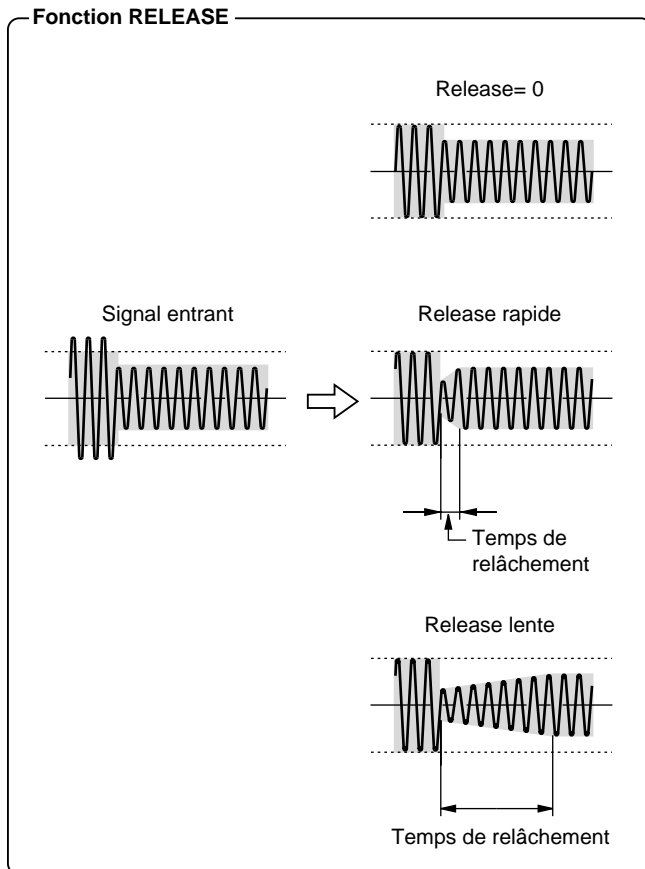 Fonction RELEASE
Release= 0
Signal entrant
Release rapide
Temps de
relâchement
Release lente
Temps de relâchement